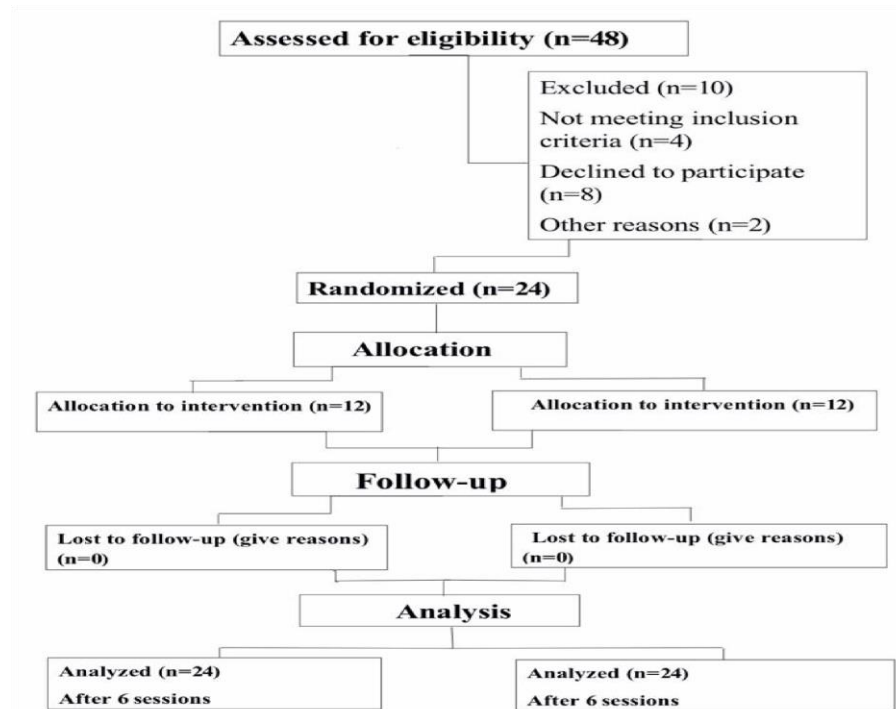 Assessed for eligibility (n=48)
Excluded (n=10)
Not meeting inclusion
criteria (n=4)
Declined to participate
(n=8)
Other reasons (n=2)
Randomized (n=24)
Allocation
Allocation to intervention (n=12)
Allocation to intervention (n=12)
Follow-up
Lost to follow-up (give reasons)
(n=0)
Lost to follow-up (give reasons)
(n=0)
Analysis
Analyzed (n=24)
After 6 sessions
Analyzed (n=24)
After 6 sessions